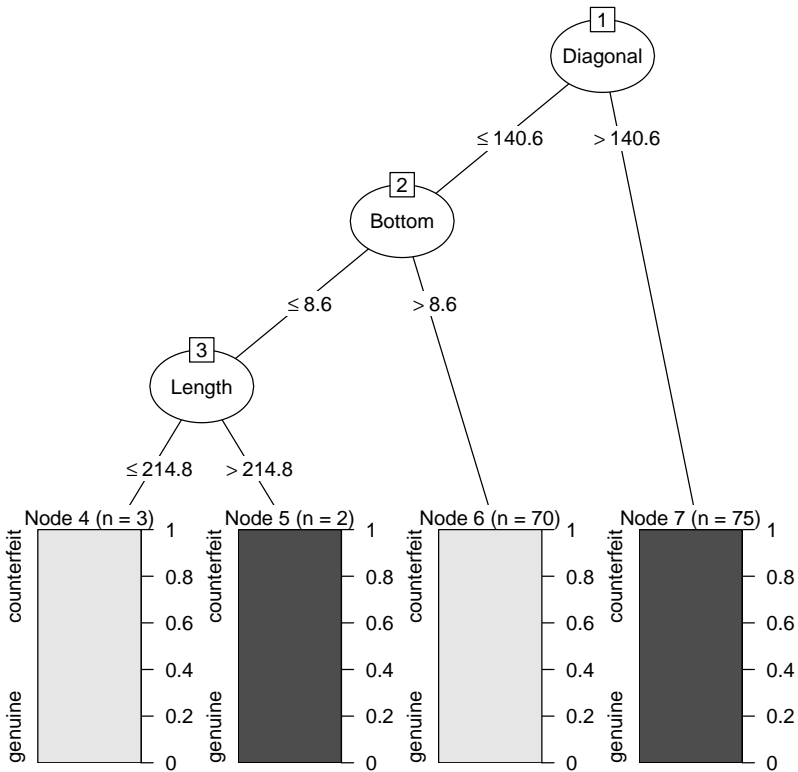 1
Diagonal
≤ 140.6
> 140.6
2
Bottom
≤ 8.6
> 8.6
3
Length
≤ 214.8
> 214.8
Node 4 (n = 3)
genuine
counterfeit
1
0.8
0.6
0.4
0.2
0
Node 5 (n = 2)
genuine
counterfeit
1
0.8
0.6
0.4
0.2
0
Node 6 (n = 70)
genuine
counterfeit
1
0.8
0.6
0.4
0.2
0
Node 7 (n = 75)
genuine
counterfeit
1
0.8
0.6
0.4
0.2
0